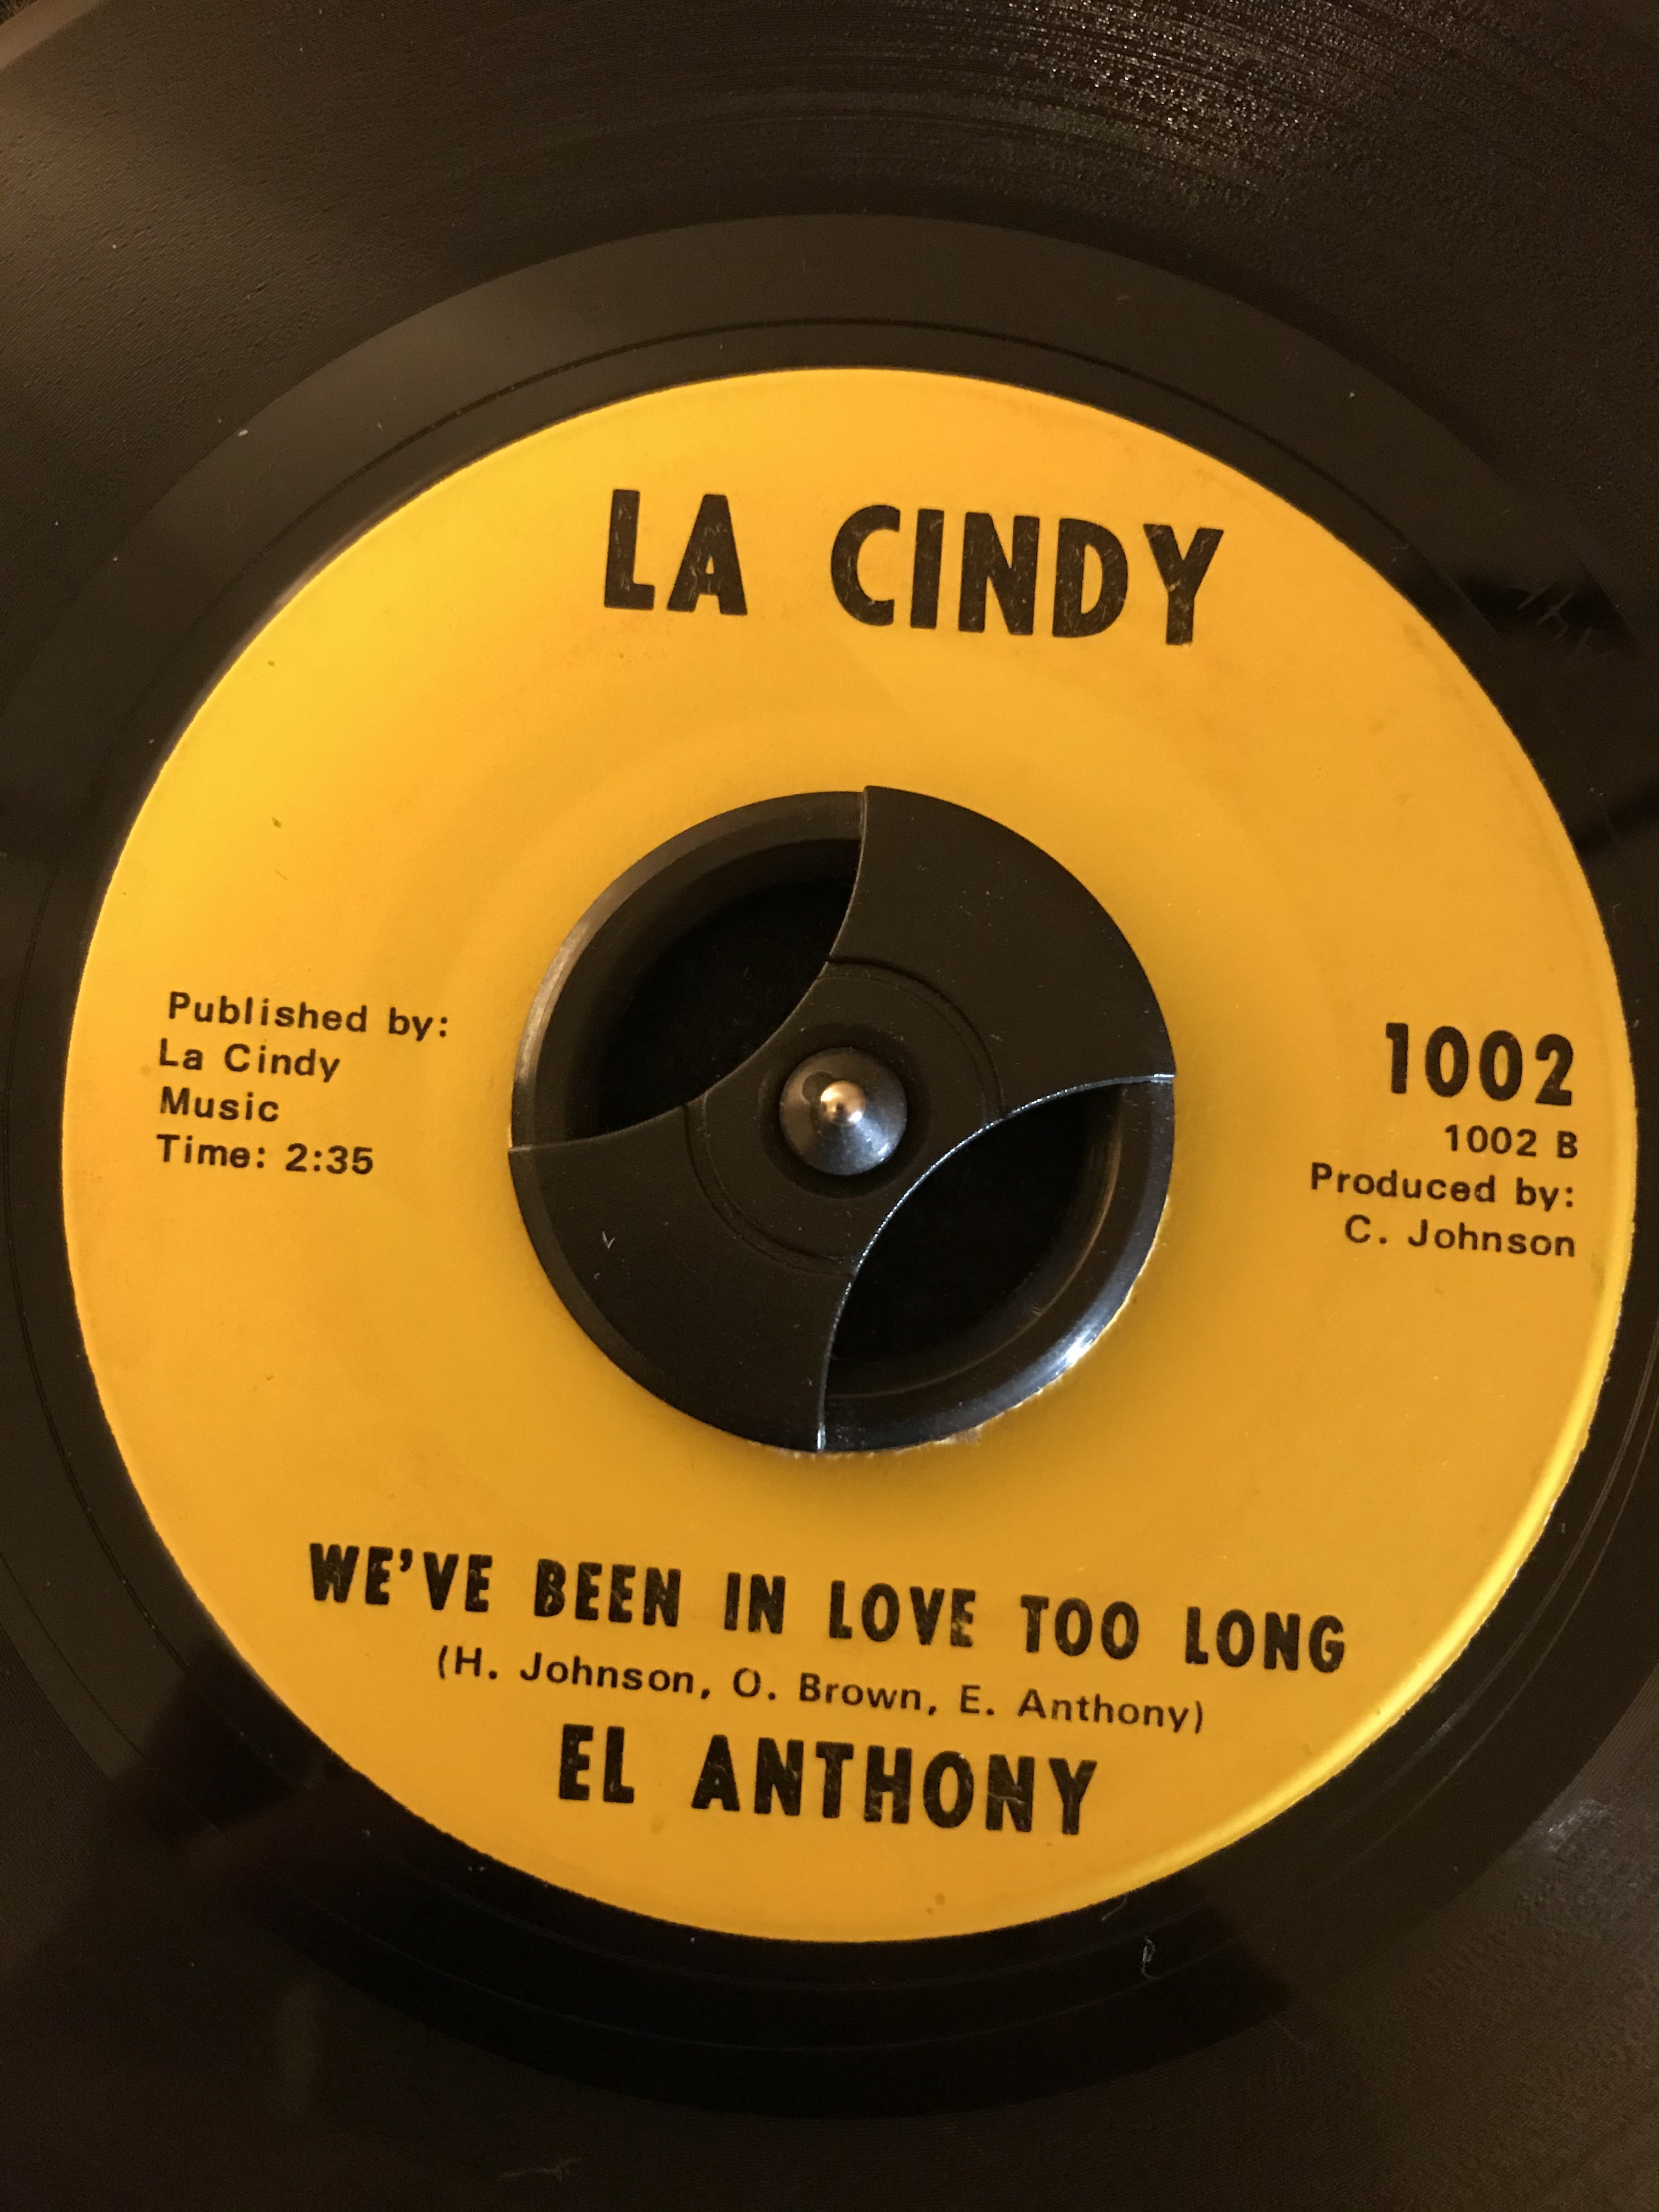 LA CINDY
Published by:
La Cindy
Music
Time: 2:35
1002
1002 B
Produced by:
C. Johnson
WE'VE BEEN IN LOVE TOO LONG
(H. Johnson, O. Brown, E. Anthony)
EL ANTHONY